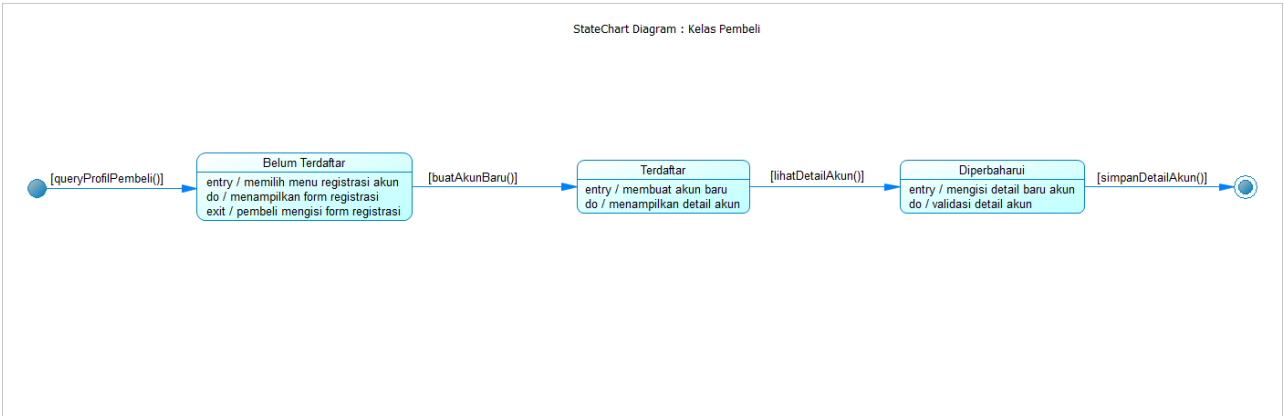 StateChart Diagram : Kelas Pembeli
[queryProfilPembeli()]
Belum Terdaftar
entry / memilih menu registrasi akun
do / menampilkan form registrasi
exit / pembeli mengisi form registrasi
[buatAkunBaru()]
Terdaftar
entry / membuat akun baru
do / menampilkan detail akun
[lihatDetailAkun()]
Diperbaharui
entry / mengisi detail baru akun
do / validasi detail akun
[simpanDetailAkun()]